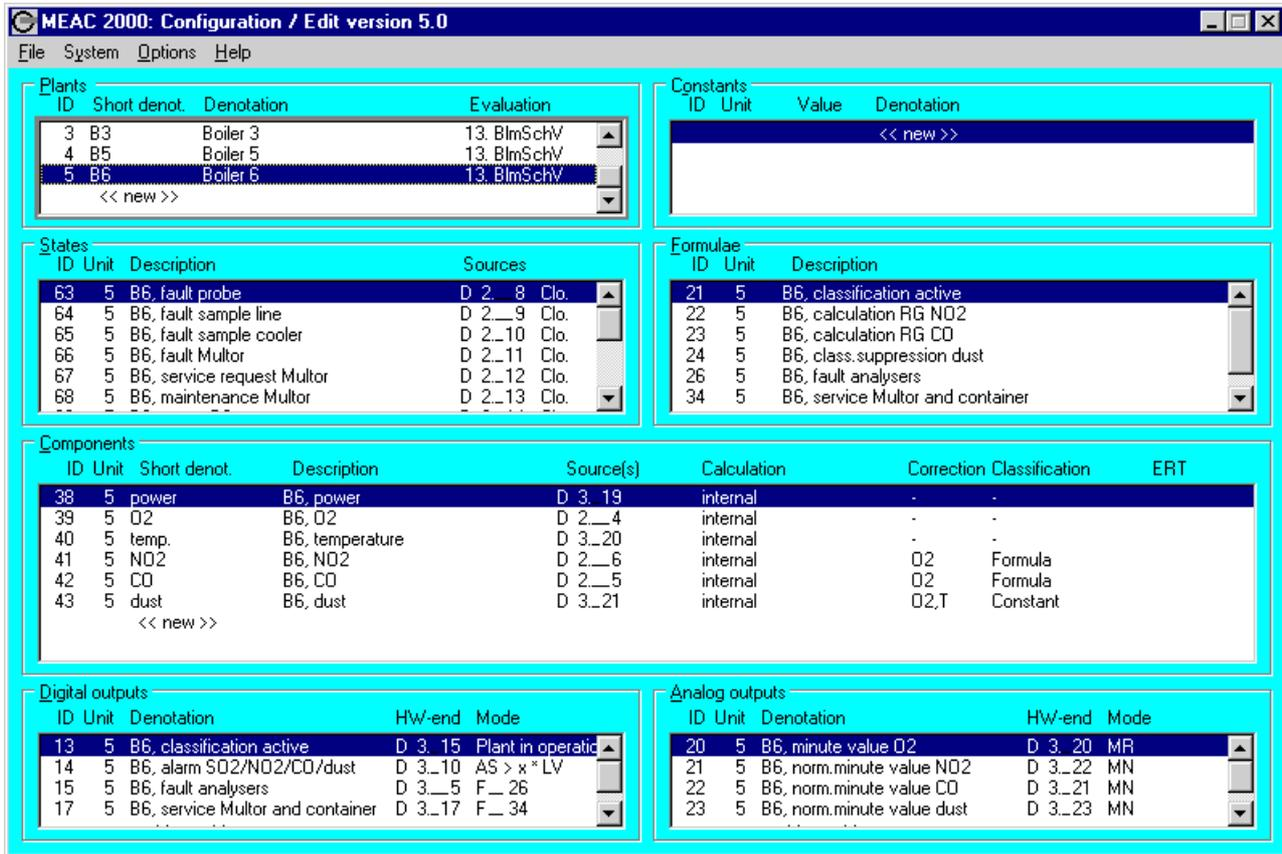 MEAC 2000: Configuration / Edit version 5.0
File System Options Help
Plants
ID Short denot. Denotation Evaluation
3 B3 Boiler 3 13. BlmSchV
4 B5 Boiler 5 13. BlmSchV
5 B6 Boiler 6 13. BlmSchV
<< new >>
Constants
ID Unit Value Denotation
<< new >>
States
ID Unit Description Sources
63 5 B6, fault probe D 2.__8 Clo.
64 5 B6, fault sample line D 2.__9 Clo.
65 5 B6, fault sample cooler D 2._10 Clo.
66 5 B6, fault Multor D 2._11 Clo.
67 5 B6, service request Multor D 2._12 Clo.
68 5 B6, maintenance Multor D 2._13 Clo.
Formulae
ID Unit Description
21 5 B6, classification active
22 5 B6, calculation RG NO2
23 5 B6, calculation RG CO
24 5 B6, class.suppression dust
26 5 B6, fault analysers
34 5 B6, service Multor and container
Components
ID Unit Short denot. Description Source(s) Calculation Correction Classification ERT
38 5 power B6, power D 3._19 internal - -
39 5 O2 B6, O2 D 2.__4 internal - -
40 5 temp. B6, temperature D 3._20 internal - -
41 5 NO2 B6, NO2 D 2.__6 internal O2 Formula
42 5 CO B6, CO D 2.__5 internal O2 Formula
43 5 dust B6, dust D 3._21 internal O2,T Constant
<< new >>
Digital outputs
ID Unit Denotation HW-end Mode
13 5 B6, classification active D 3._15 Plant in operatic
14 5 B6, alarm SO2/NO2/CO/dust D 3._10 AS > x * LV
15 5 B6, fault analysers D 3.__5 F__ 26
17 5 B6, service Multor and container D 3._17 F__ 34
Analog outputs
ID Unit Denotation HW-end Mode
20 5 B6, minute value O2 D 3._20 MR
21 5 B6, norm.minute value NO2 D 3._22 MN
22 5 B6, norm.minute value CO D 3._21 MN
23 5 B6, norm.minute value dust D 3._23 MN